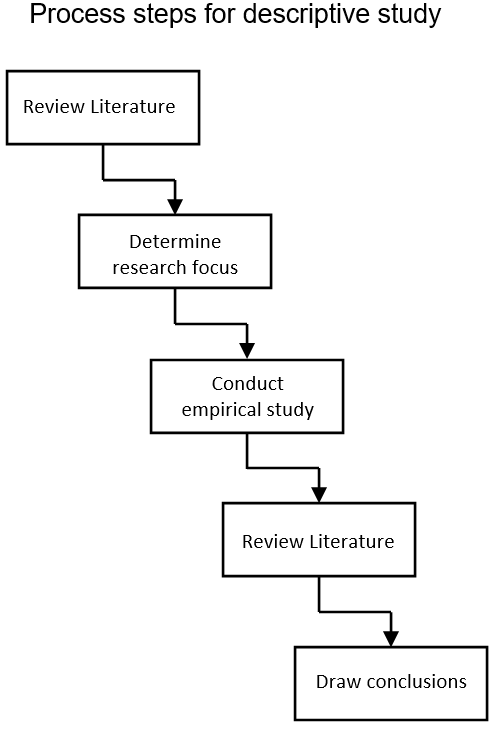 Process steps for descriptive study
Review Literature
Determine
research focus
Conduct
empirical study
Review Literature
Draw conclusions